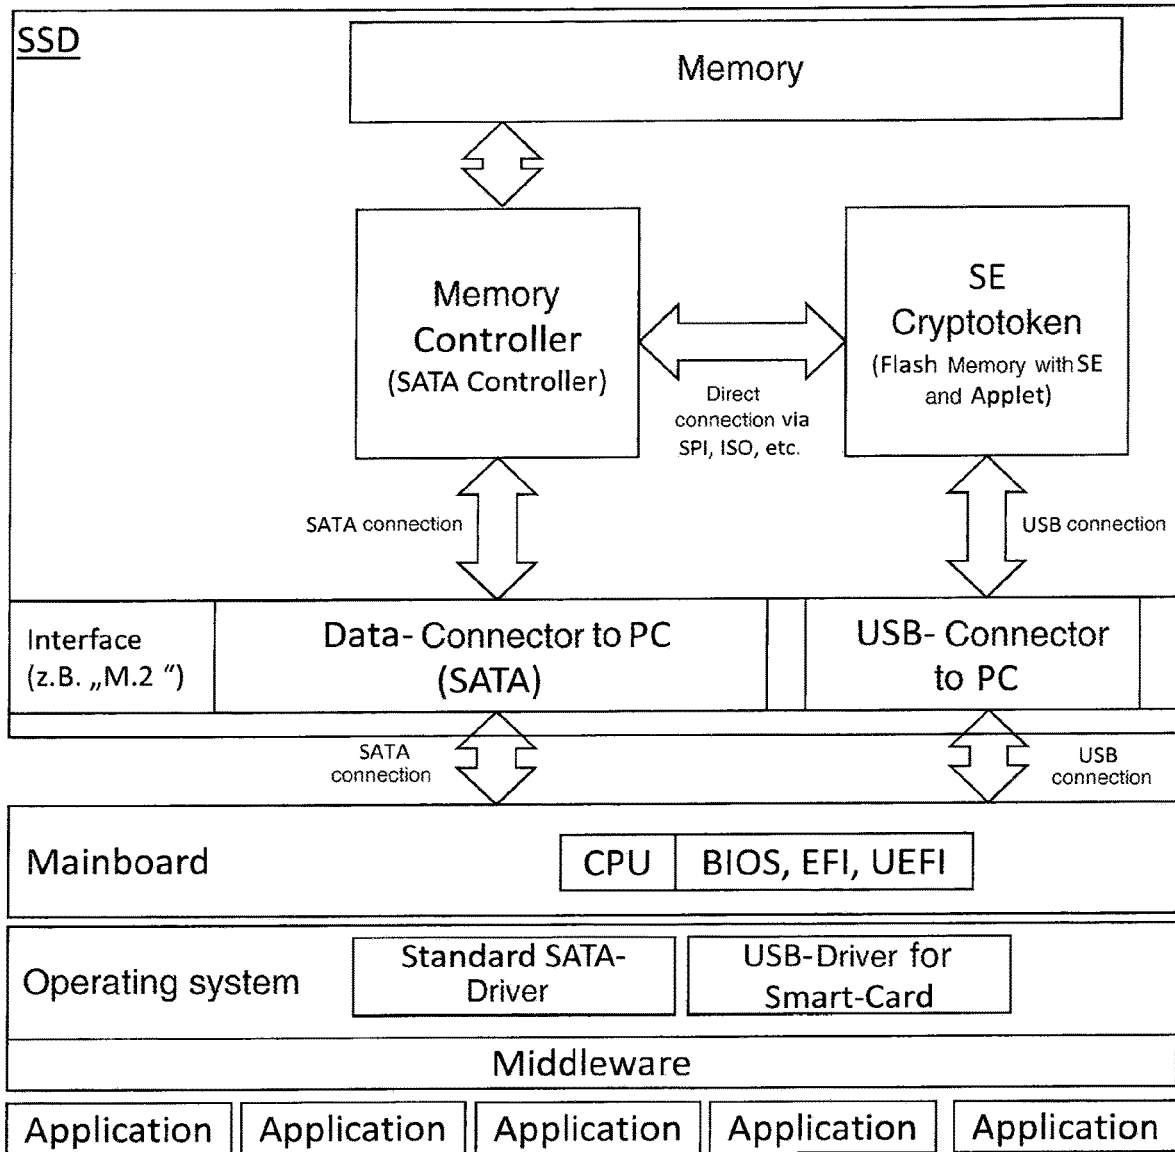 SSD
Memory
Memory
Controller
(SATA Controller)
SE
Cryptotoken
(Flash Memory with SE
and Applet)
Direct
connection via
SPI, ISO, etc.
SATA connection
USB connection
Interface
(z.B. „M.2 “)
Data- Connector to PC
(SATA)
USB- Connector
to PC
SATA
connection
USB
connection
Mainboard
CPU
BIOS, EFI, UEFI
Operating system
Standard SATA-
Driver
USB-Driver for
Smart-Card
Middleware
Application
Application
Application
Application
Application